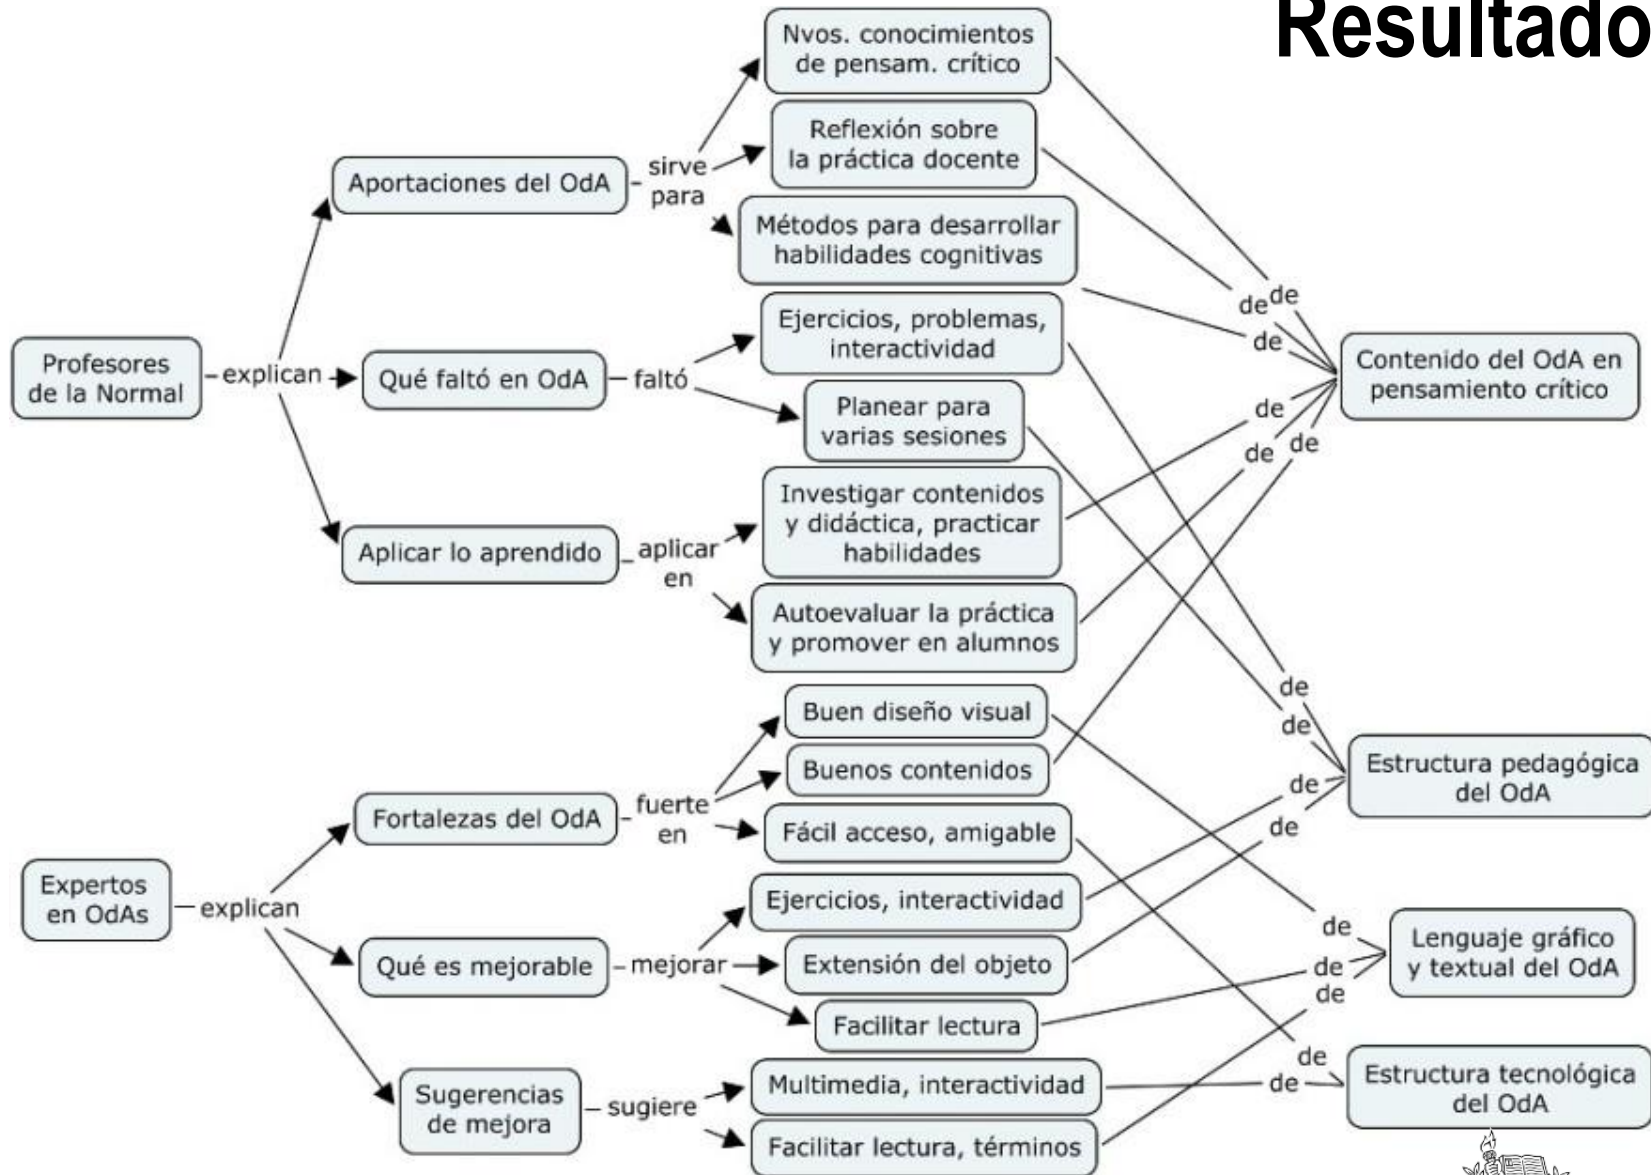 Resultado
Nvos. conocimientos
de pensam. crítico
Reflexión sobre
la práctica docente
Aportaciones del OdA
sirve
para
Métodos para desarrollar
habilidades cognitivas
de
de
de
Ejercicios, problemas,
interactividad
Profesores
de la Normal
explican
Qué faltó en OdA
faltó
Contenido del OdA en
pensamiento crítico
Planear para
varias sesiones
de
de
de
Investigar contenidos
y didáctica, practicar
habilidades
Aplicar lo aprendido
aplicar
en
Autoevaluar la práctica
y promover en alumnos
de
de
Buen diseño visual
Buenos contenidos
Estructura pedagógica
del OdA
de
de
Fortalezas del OdA
fuerte
en
Fácil acceso, amigable
Expertos
en OdAs
explican
Ejercicios, interactividad
Qué es mejorable
mejorar
Extensión del objeto
de
de
de
Lenguaje gráfico
y textual del OdA
Facilitar lectura
Sugerencias
de mejora
sugiere
Multimedia, interactividad
de
de
Estructura tecnológica
del OdA
Facilitar lectura, términos